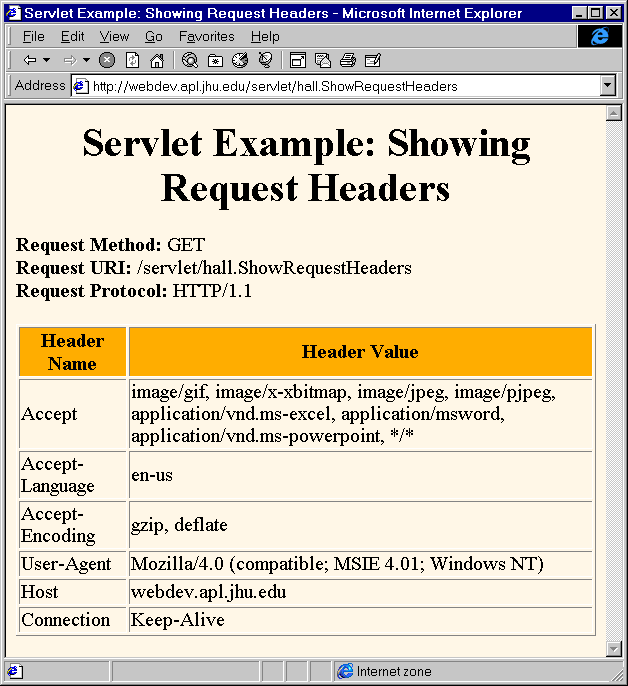 Servlet Example: Showing Request Headers - Microsoft Internet Explorer
File Edit View Go Favorites Help
Address http://webdev.apl.jhu.edu/servlet/hall.ShowRequestHeaders
Servlet Example: Showing
Request Headers
Request Method: GET
Request URI: /servlet/hall.ShowRequestHeaders
Request Protocol: HTTP/1.1
Header
Name
Header Value
Accept
image/gif, image/x-xbitmap, image/jpeg, image/pjpeg,
application/vnd.ms-excel, application/msword,
application/vnd.ms-powerpoint, */*
Accept-
Language
en-us
Accept-
Encoding
gzip, deflate
User-Agent Mozilla/4.0 (compatible; MSIE 4.01; Windows NT)
Host webdev.apl.jhu.edu
Connection Keep-Alive
Internet zone